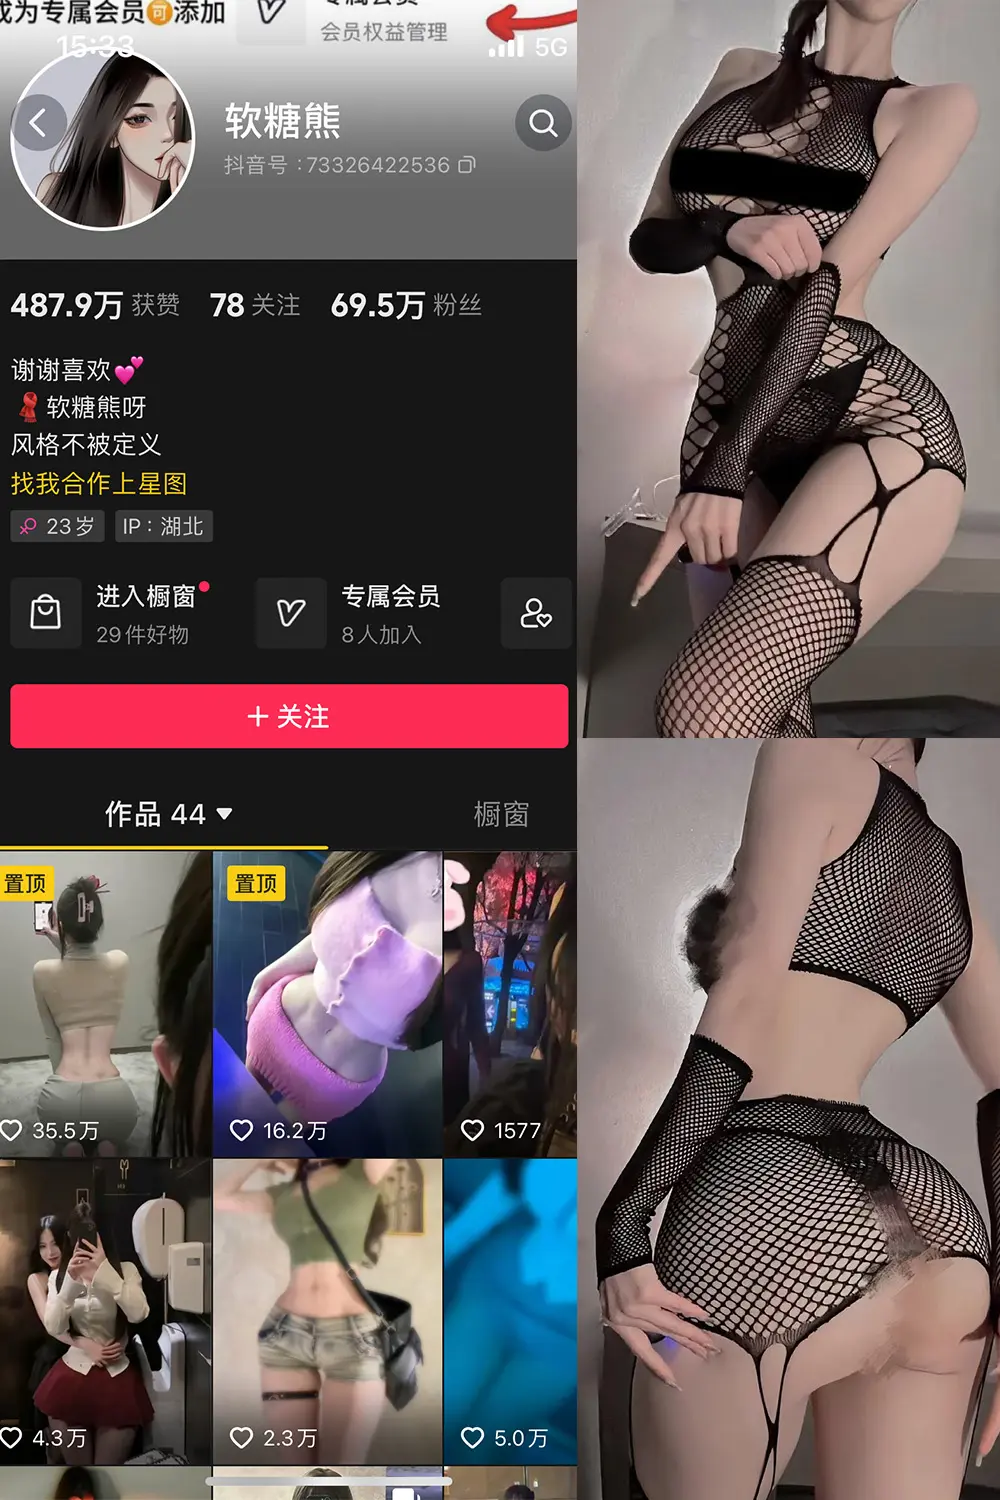 成为专属会员可添加
专属会员
会员权益管理
15:33
5G
软糖熊
抖音号：73326422536
487.9万 获赞 78 关注 69.5万 粉丝
谢谢喜欢💕
🧣软糖熊呀
风格不被定义
找我合作上星图
23岁 IP：湖北
进入橱窗
29件好物
专属会员
8人加入
+ 关注
作品 44
橱窗
置顶
置顶
35.5万
16.2万
1577
4.3万
2.3万
5.0万